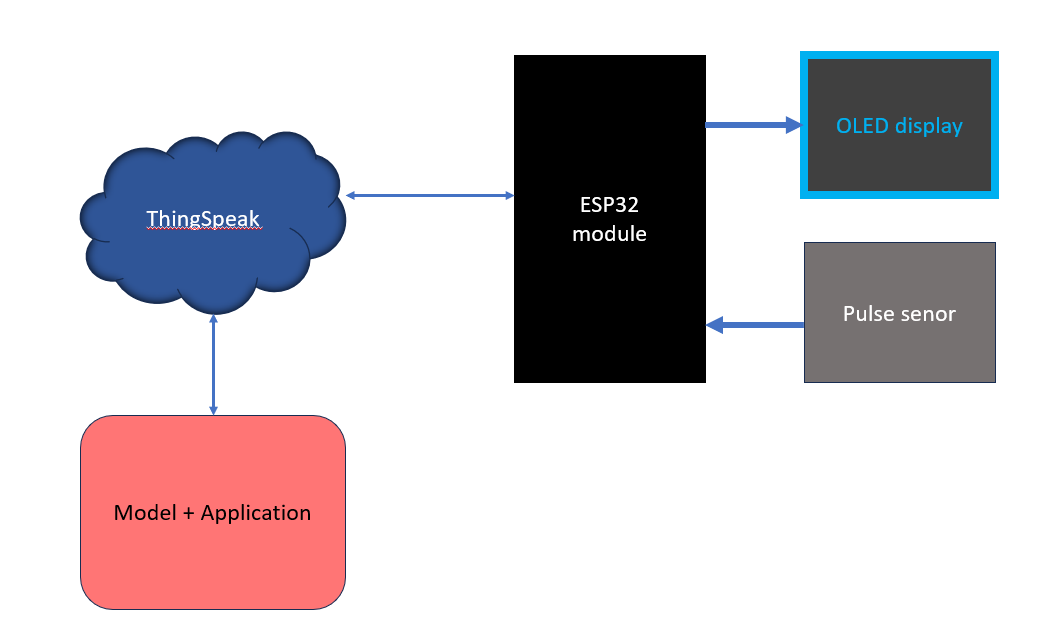 OLED display
ThingSpeak
ESP32
module
Pulse senor
Model + Application